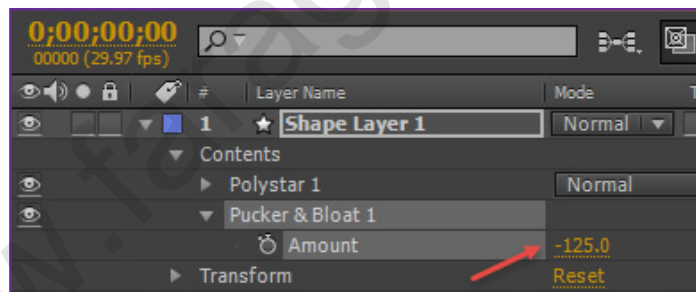 0;00;00;00
00000 (29.97 fps)
# Layer Name Mode T
1 Shape Layer 1 Normal
Contents
Polystar 1 Normal
Pucker & Bloat 1
Amount -125.0
Transform Reset